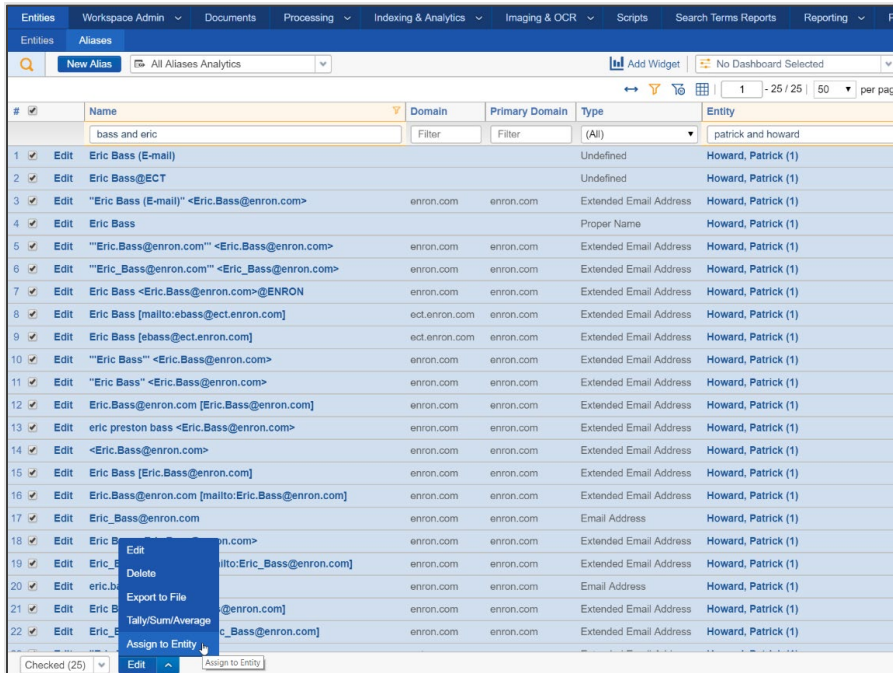 Entities Workspace Admin Documents Processing Indexing & Analytics Imaging & OCR Scripts Search Terms Reports Reporting
Entities Aliases
New Alias All Aliases Analytics Add Widget No Dashboard Selected
1 - 25 / 25 50 per pag
# Name Domain Primary Domain Type Entity
bass and eric Filter Filter (All) patrick and howard
1 Edit Eric Bass (E-mail) Undefined Howard, Patrick (1)
2 Edit Eric Bass@ECT Undefined Howard, Patrick (1)
3 Edit "Eric Bass (E-mail)" <Eric.Bass@enron.com> enron.com enron.com Extended Email Address Howard, Patrick (1)
4 Edit Eric Bass Proper Name Howard, Patrick (1)
5 Edit "'Eric.Bass@enron.com'" <Eric.Bass@enron.com> enron.com enron.com Extended Email Address Howard, Patrick (1)
6 Edit "'Eric_Bass@enron.com'" <Eric_Bass@enron.com> enron.com enron.com Extended Email Address Howard, Patrick (1)
7 Edit Eric Bass <Eric.Bass@enron.com>@ENRON enron.com enron.com Extended Email Address Howard, Patrick (1)
8 Edit Eric Bass [mailto:ebass@ect.enron.com] ect.enron.com enron.com Extended Email Address Howard, Patrick (1)
9 Edit Eric Bass [ebass@ect.enron.com] ect.enron.com enron.com Extended Email Address Howard, Patrick (1)
10 Edit "'Eric Bass'" <Eric.Bass@enron.com> enron.com enron.com Extended Email Address Howard, Patrick (1)
11 Edit "Eric Bass" <Eric.Bass@enron.com> enron.com enron.com Extended Email Address Howard, Patrick (1)
12 Edit Eric.Bass@enron.com [Eric.Bass@enron.com] enron.com enron.com Extended Email Address Howard, Patrick (1)
13 Edit eric preston bass <Eric.Bass@enron.com> enron.com enron.com Extended Email Address Howard, Patrick (1)
14 Edit <Eric.Bass@enron.com> enron.com enron.com Extended Email Address Howard, Patrick (1)
15 Edit Eric Bass [Eric.Bass@enron.com] enron.com enron.com Extended Email Address Howard, Patrick (1)
16 Edit Eric.Bass@enron.com [mailto:Eric.Bass@enron.com] enron.com enron.com Extended Email Address Howard, Patrick (1)
17 Edit Eric_Bass@enron.com enron.com enron.com Email Address Howard, Patrick (1)
18 Edit Eric B on.com> enron.com enron.com Extended Email Address Howard, Patrick (1)
Edit
19 Edit Eric_B ilto:Eric_Bass@enron.com] enron.com enron.com Extended Email Address Howard, Patrick (1)
Delete
20 Edit eric.ba enron.com enron.com Email Address Howard, Patrick (1)
Export to File
21 Edit Eric B s@enron.com] enron.com enron.com Extended Email Address Howard, Patrick (1)
Tally/Sum/Average
22 Edit Eric_B c_Bass@enron.com] enron.com enron.com Extended Email Address Howard, Patrick (1)
Assign to Entity
Checked (25) Edit Assign to Entity